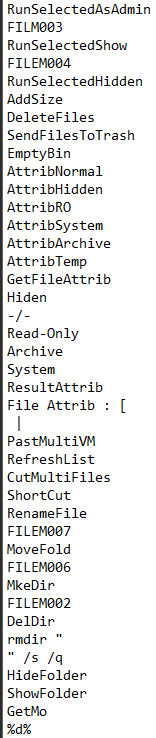 RunSelectedAsAdmin
FILM003
RunSelectedShow
FILEM004
RunSelectedHidden
AddSize
DeleteFiles
SendFilesToTrash
EmptyBin
AttribNormal
AttribHidden
AttribRO
AttribSystem
AttribArchive
AttribTemp
GetFileAttrib
Hiden
-/-
Read-Only
Archive
System
ResultAttrib
File Attrib : [
|
PastMultiVM
RefreshList
CutMultiFiles
ShortCut
RenameFile
FILEM007
MoveFold
FILEM006
MkeDir
FILEM002
DelDir
rmdir "
" /s /q
HideFolder
ShowFolder
GetMo
%d%